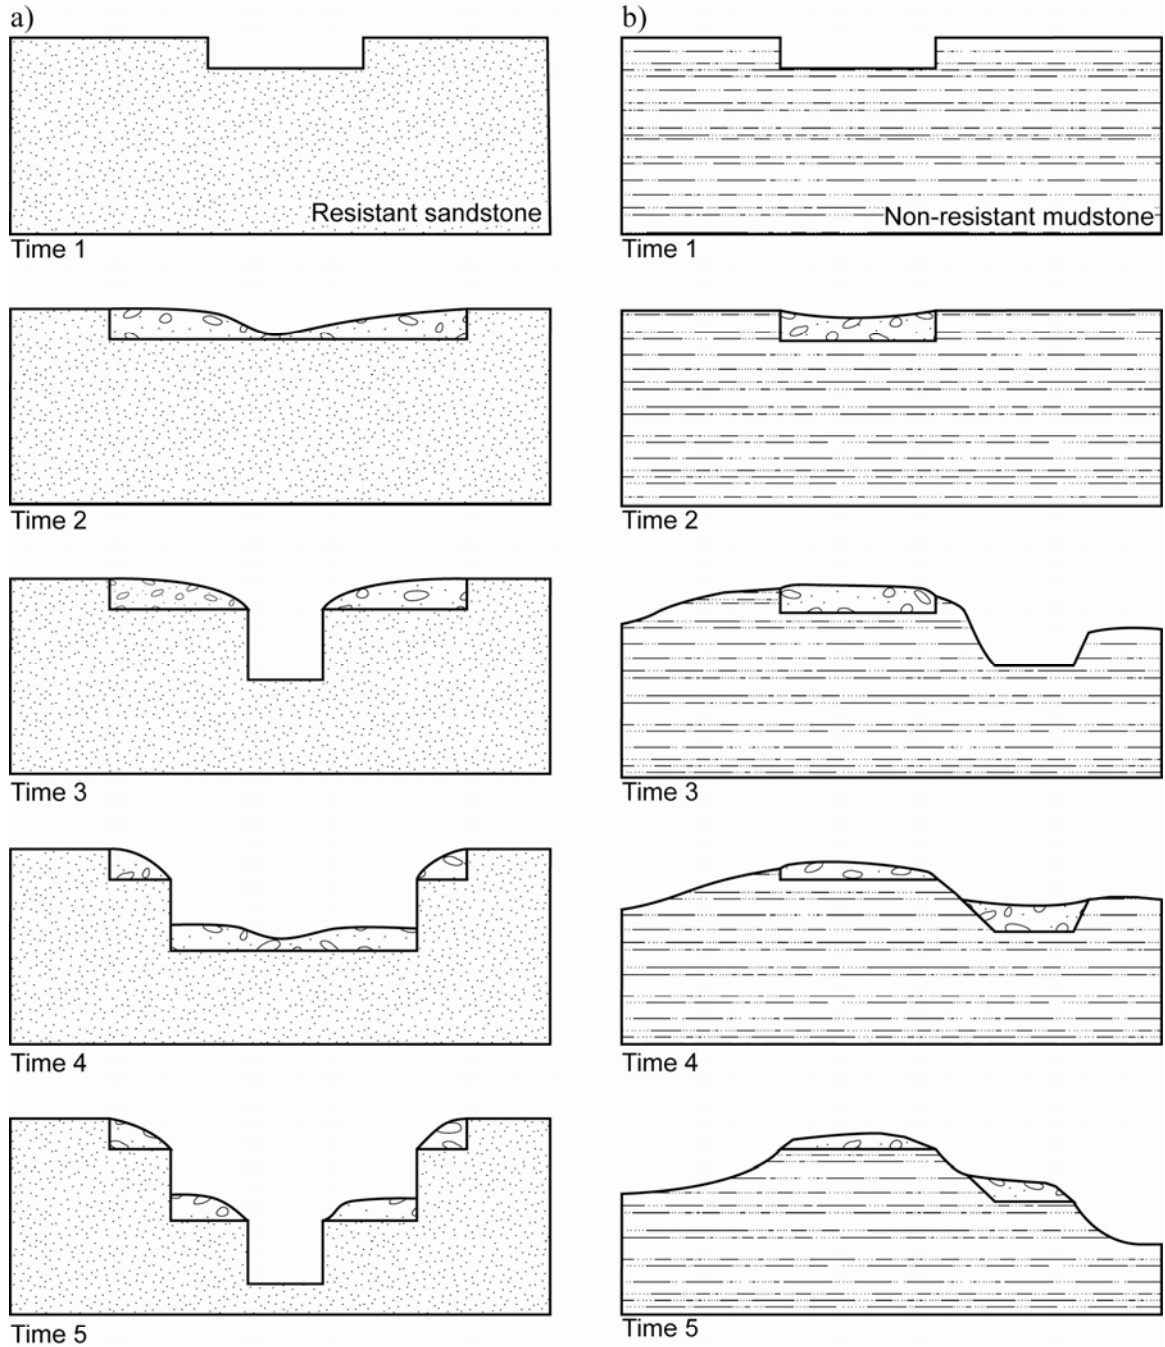 a)
Resistant sandstone
Time 1
Time 2
Time 3
Time 4
Time 5
b)
Non-resistant mudstone
Time 1
Time 2
Time 3
Time 4
Time 5